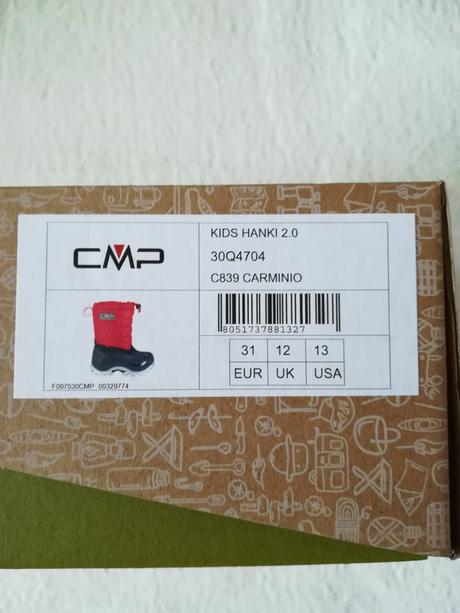 CMP
KIDS HANKI 2.0
30Q4704
C839 CARMINIO
8051737881327
31 12 13
EUR UK USA
F097030CMP 00329774